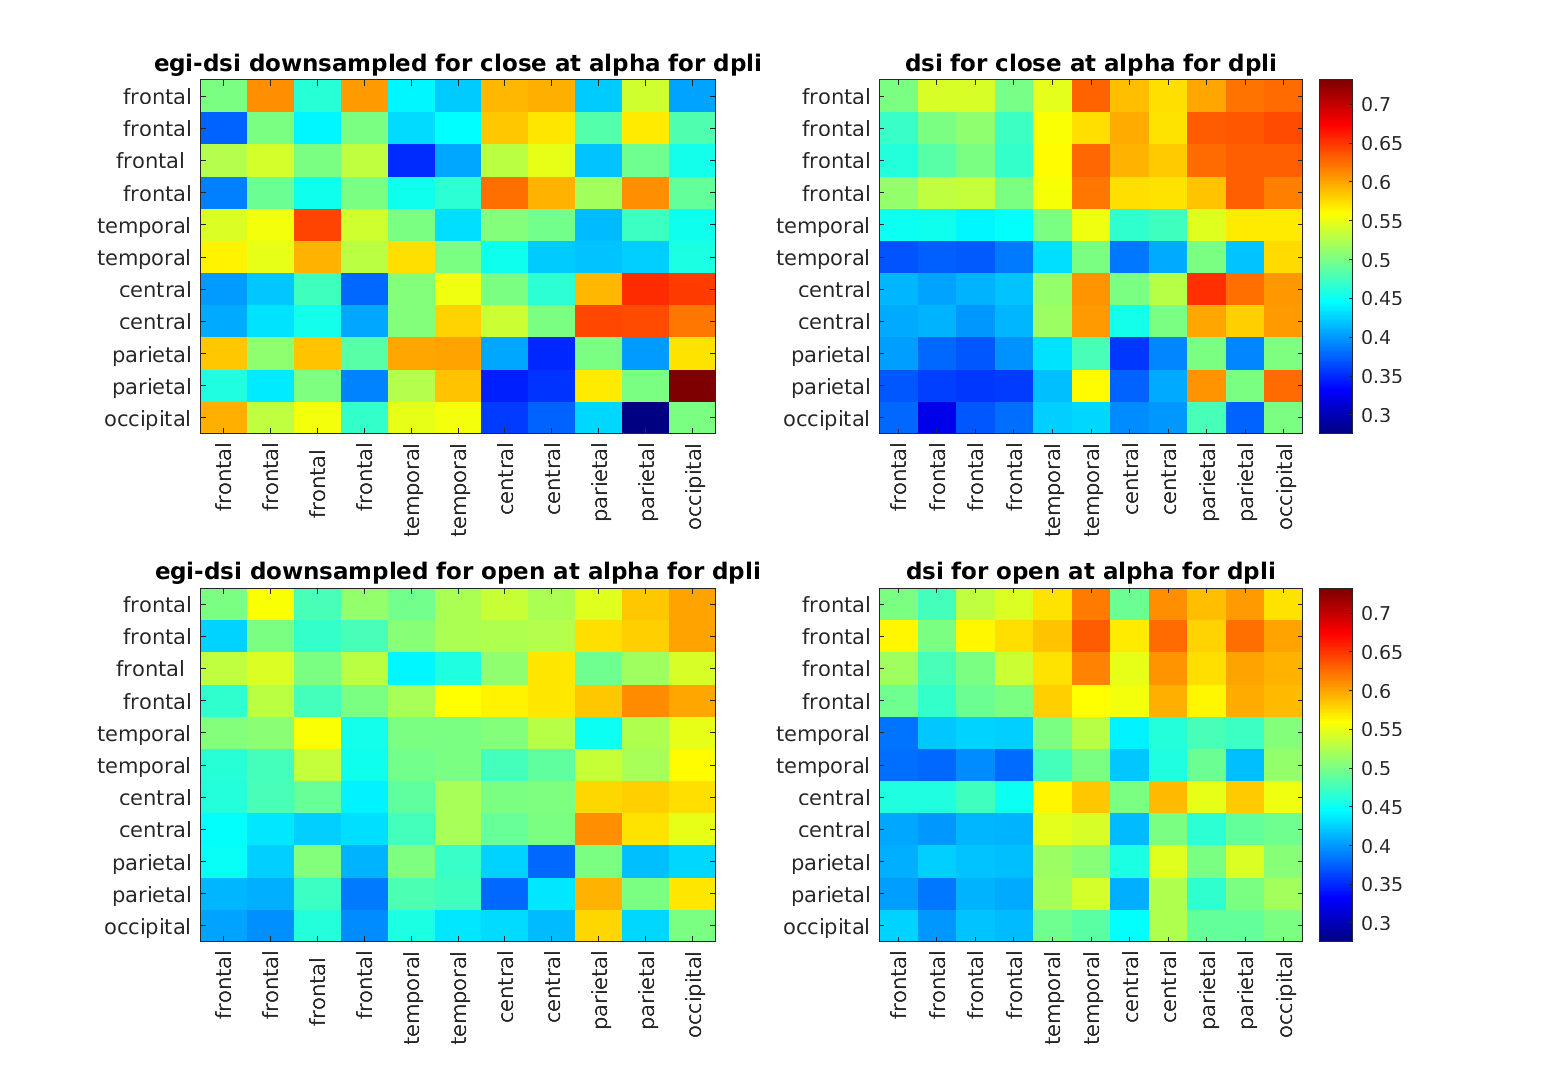 egi-dsi downsampled for close at alpha for dpli
frontal
frontal
frontal
frontal
temporal
temporal
central
central
parietal
parietal
occipital
frontal
frontal
frontal
frontal
temporal
temporal
central
central
parietal
parietal
occipital
dsi for close at alpha for dpli
frontal
frontal
frontal
frontal
temporal
temporal
central
central
parietal
parietal
occipital
frontal
frontal
frontal
frontal
temporal
temporal
central
central
parietal
parietal
occipital
0.7
0.65
0.6
0.55
0.5
0.45
0.4
0.35
0.3
egi-dsi downsampled for open at alpha for dpli
frontal
frontal
frontal
frontal
temporal
temporal
central
central
parietal
parietal
occipital
frontal
frontal
frontal
frontal
temporal
temporal
central
central
parietal
parietal
occipital
dsi for open at alpha for dpli
frontal
frontal
frontal
frontal
temporal
temporal
central
central
parietal
parietal
occipital
frontal
frontal
frontal
frontal
temporal
temporal
central
central
parietal
parietal
occipital
0.7
0.65
0.6
0.55
0.5
0.45
0.4
0.35
0.3